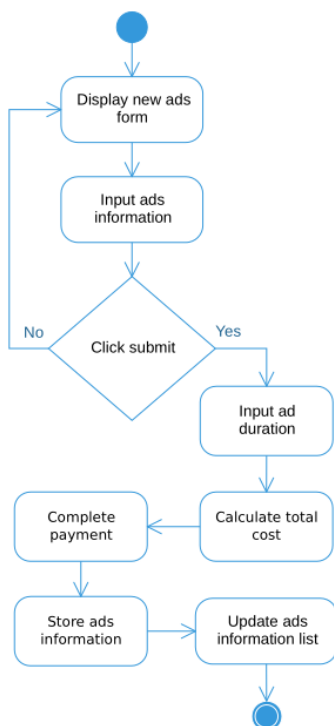 Display new ads
form
Input ads
information
No
Yes
Click submit
Input ad
duration
Complete
payment
Calculate total
cost
Store ads
information
Update ads
information list